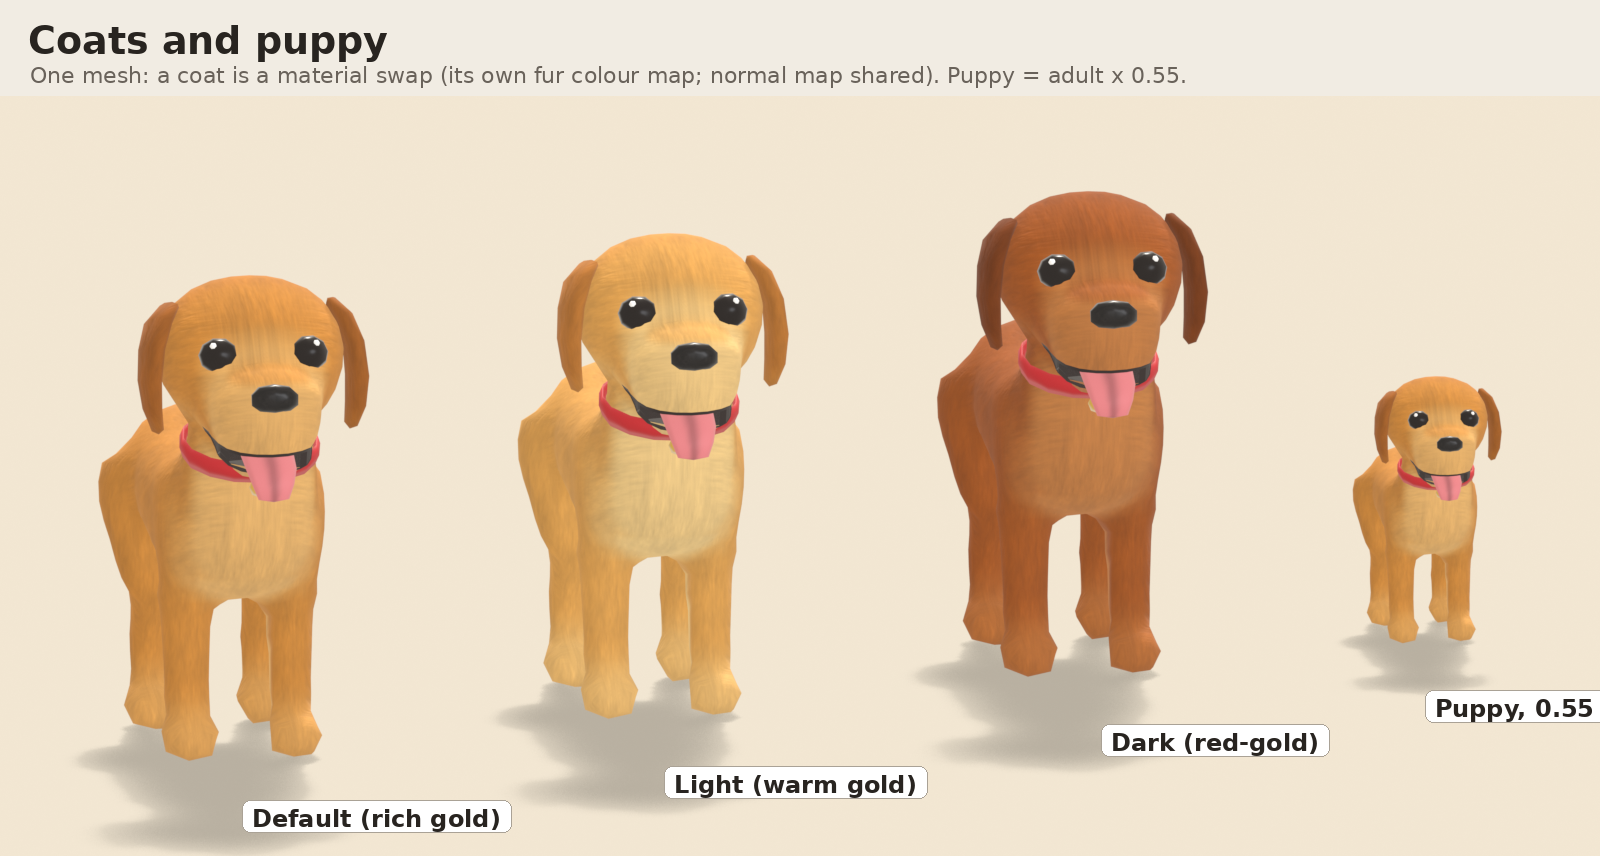 Coats and puppy
One mesh: a coat is a material swap (its own fur colour map; normal map shared). Puppy = adult x 0.55.
Default (rich gold)
Light (warm gold)
Dark (red-gold)
Puppy, 0.55